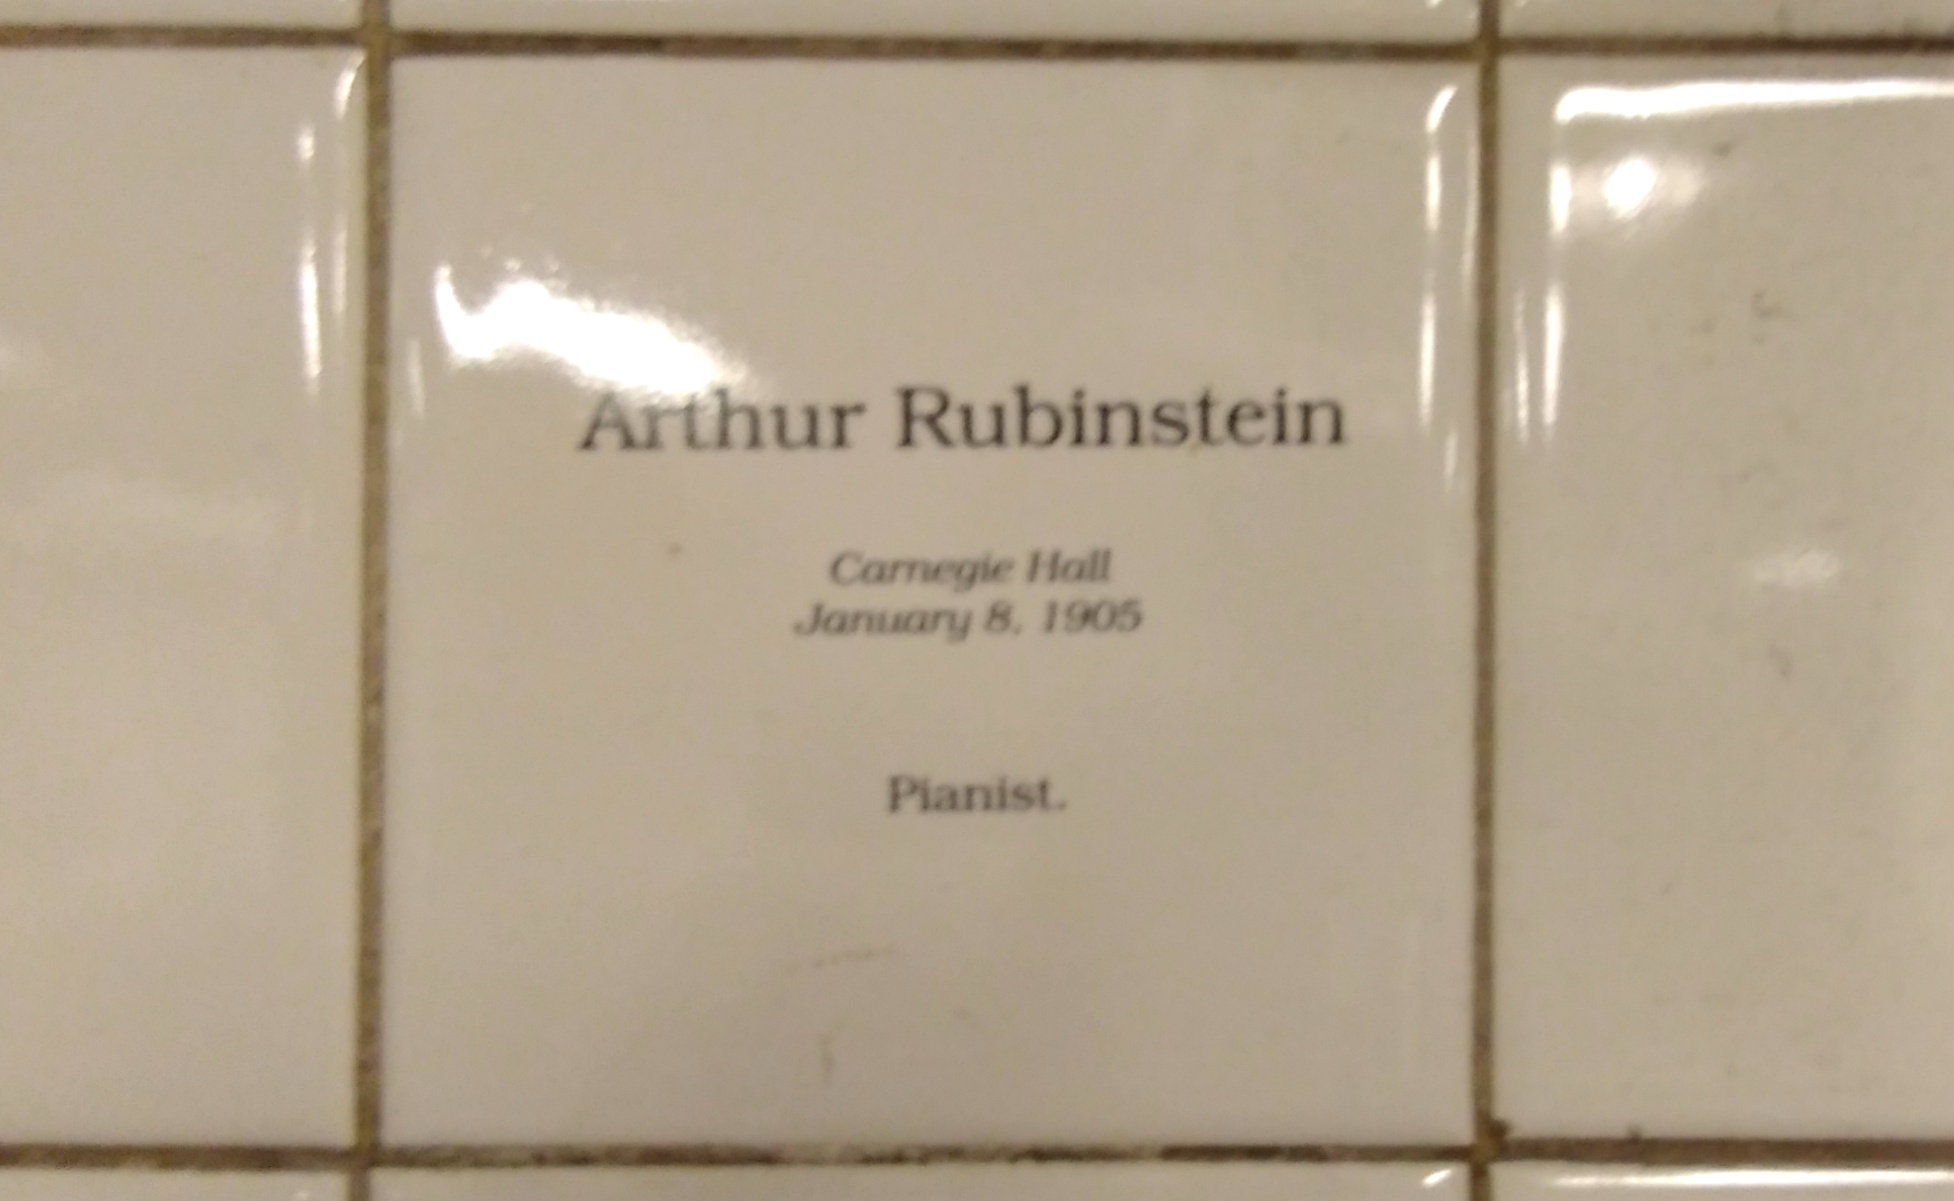 Arthur Rubinstein
Carnegie Hall
January 8, 1905
Pianist.